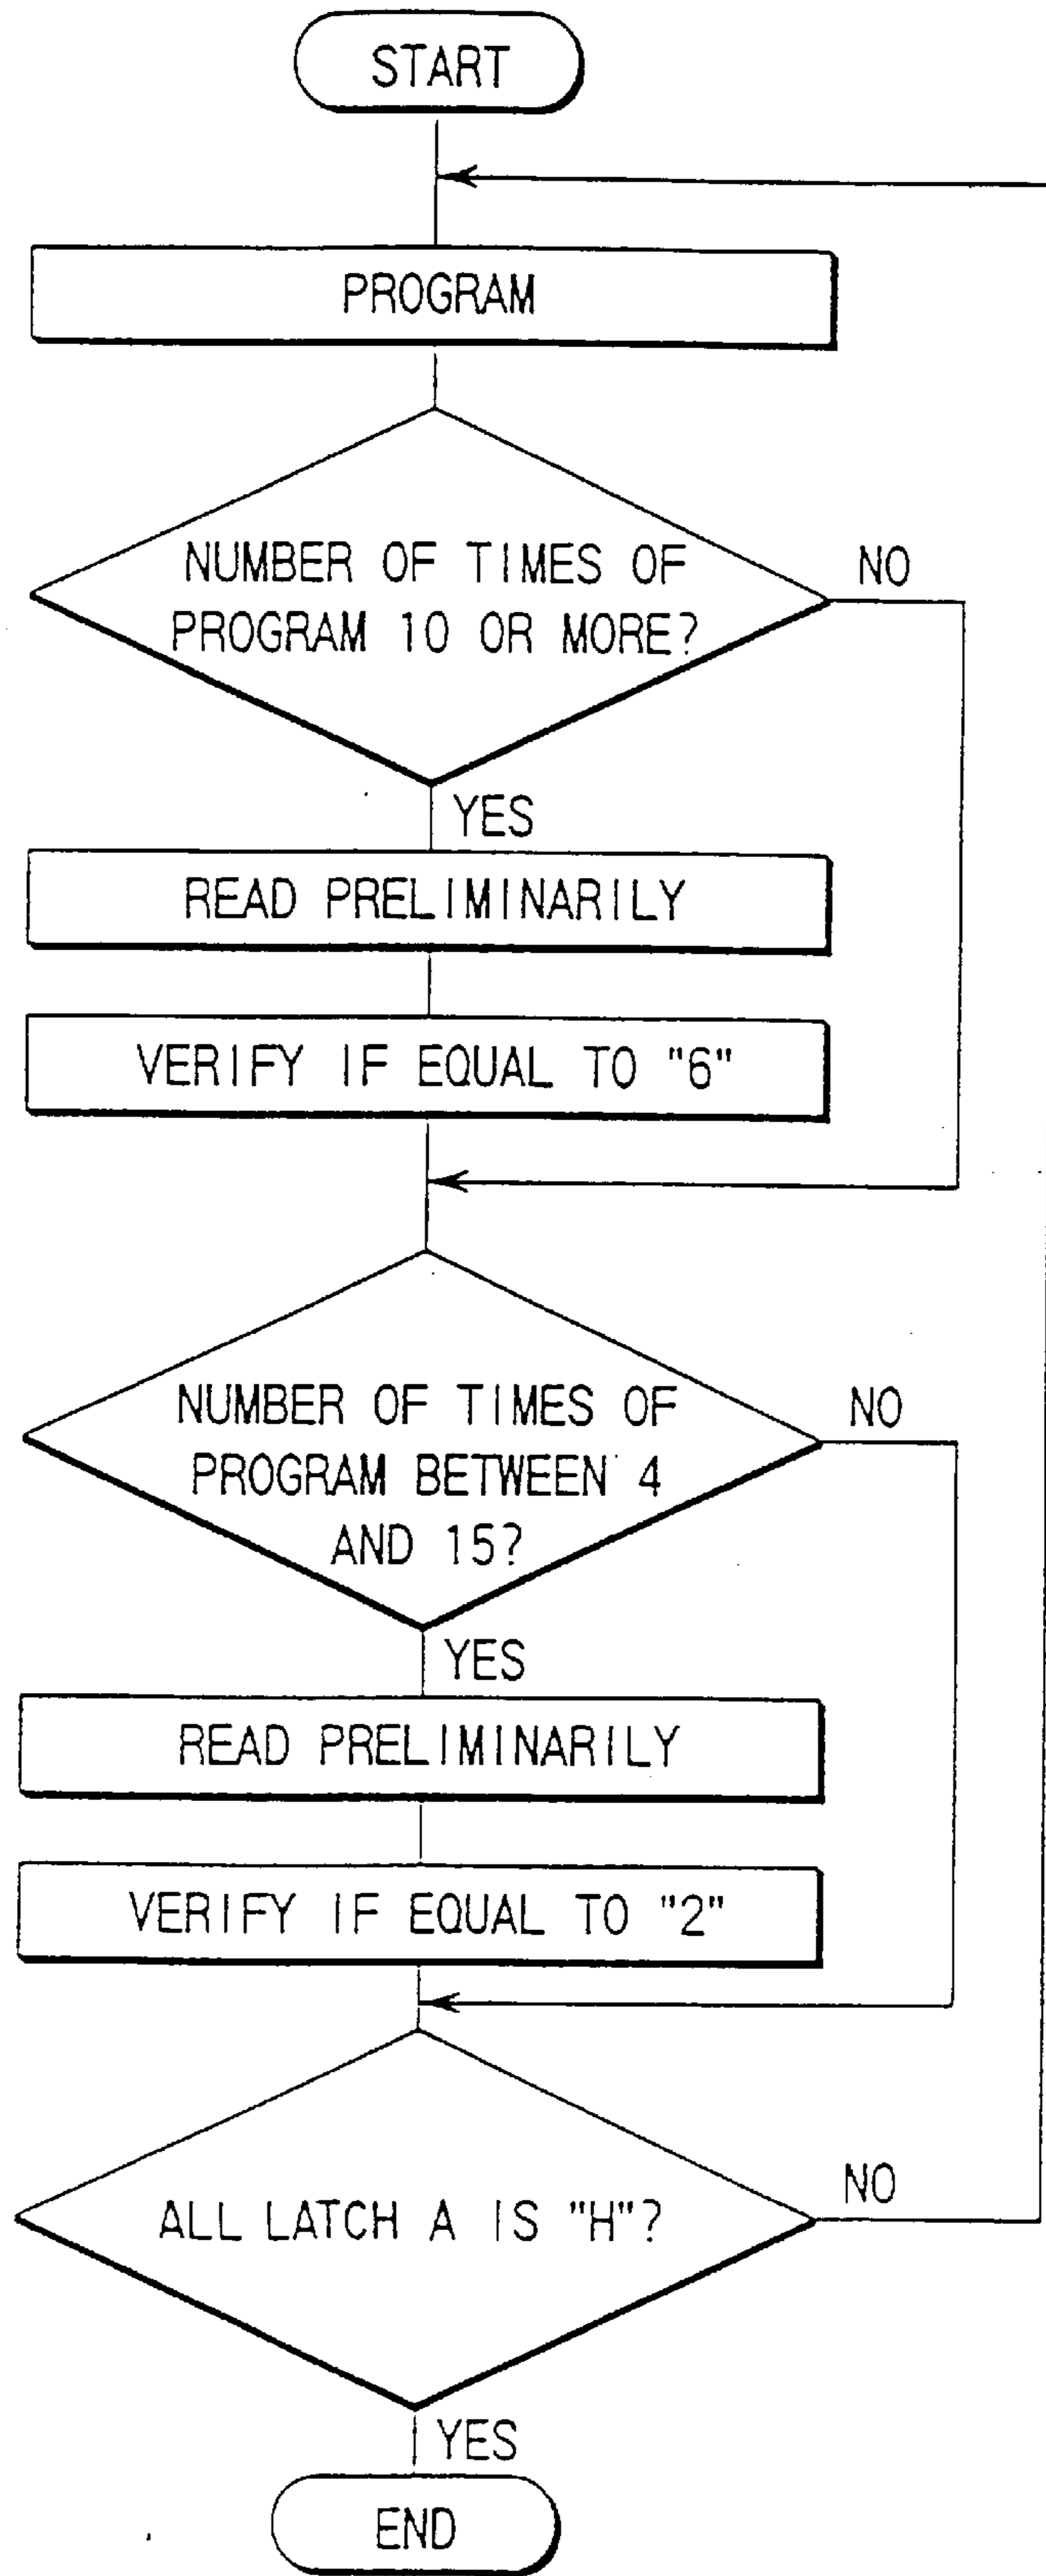 START
PROGRAM
NUMBER OF TIMES OF
PROGRAM 10 OR MORE?
NO
YES
READ PRELIMINARILY
VERIFY IF EQUAL TO "6"
NUMBER OF TIMES OF
PROGRAM BETWEEN 4
AND 15?
NO
YES
READ PRELIMINARILY
VERIFY IF EQUAL TO "2"
ALL LATCH A IS "H"?
NO
YES
END